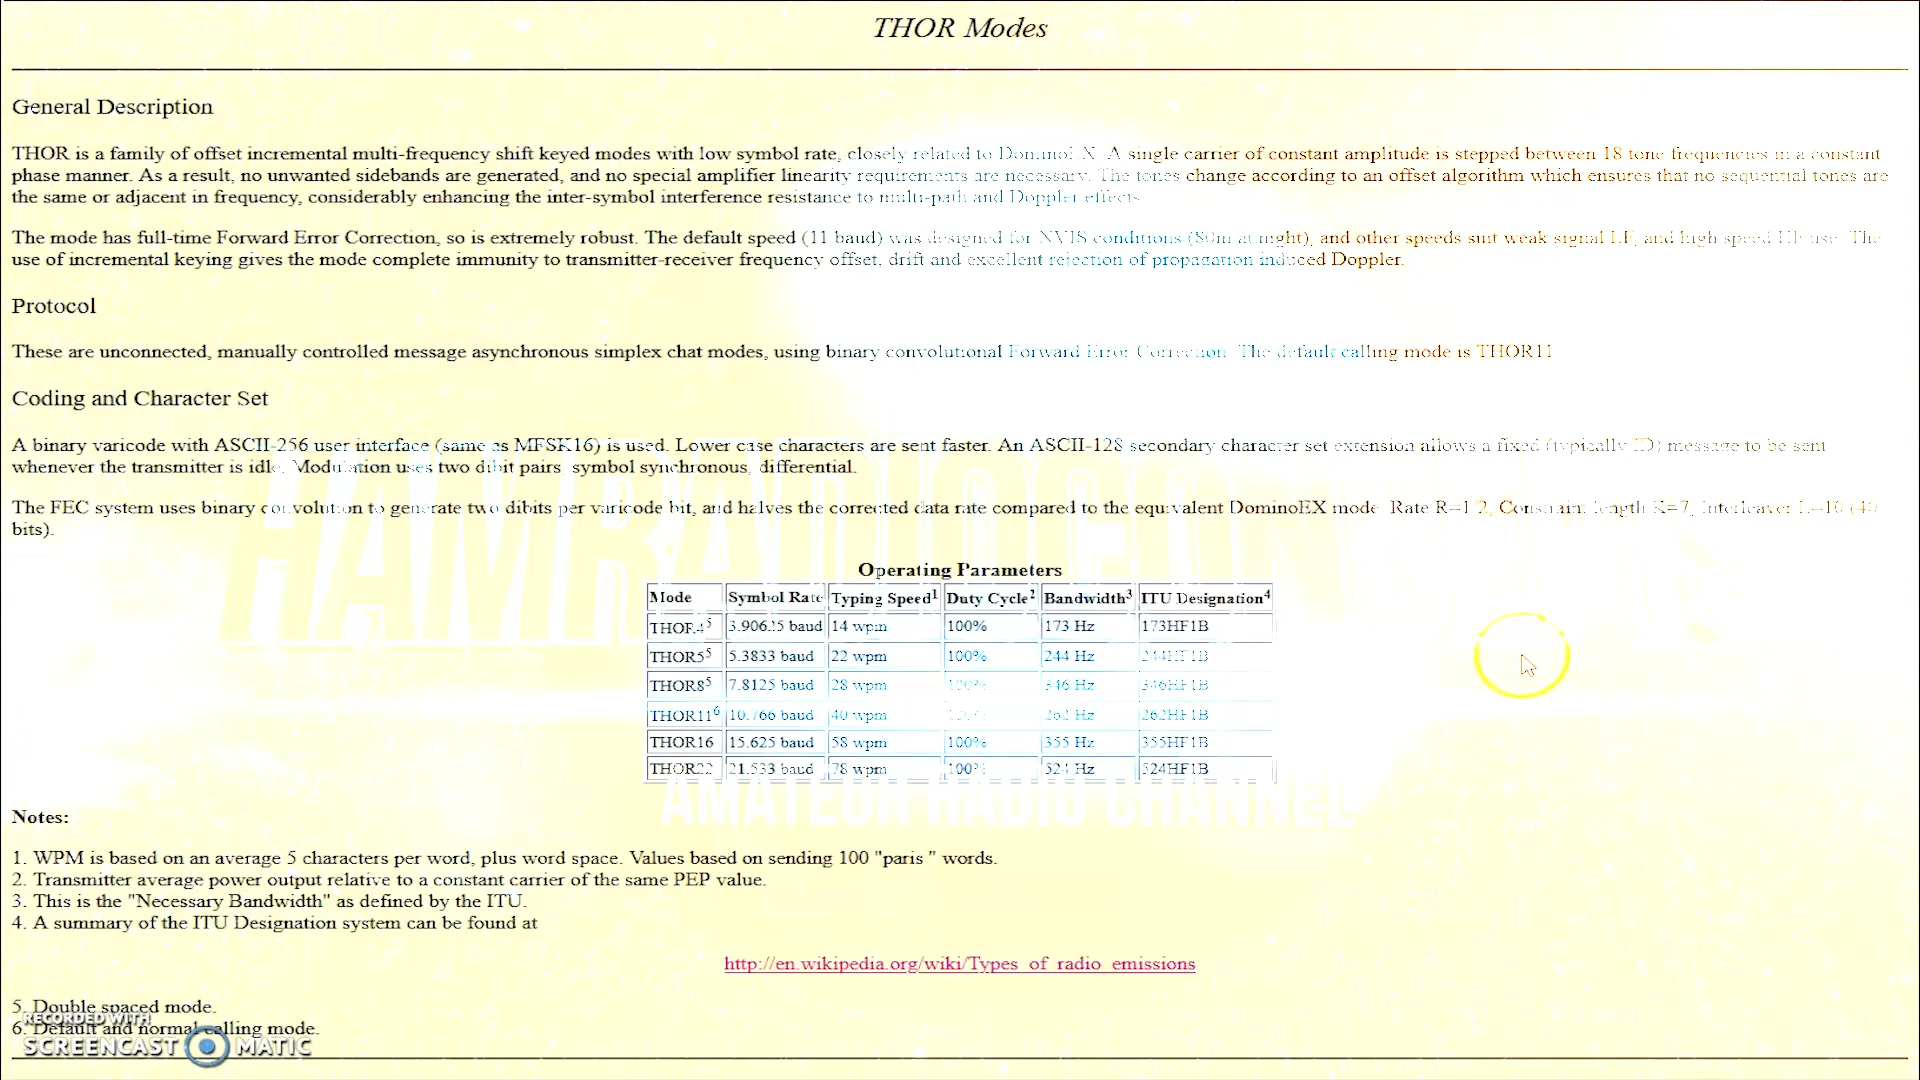 THOR Modes
General Description
THOR is a family of offset incremental multi-frequency shift keyed modes with low symbol rate, closely related to DominoEX. A single carrier of constant amplitude is stepped between 18 tone frequencies in a constant
phase manner. As a result, no unwanted sidebands are generated, and no special amplifier linearity requirements are necessary. The tones change according to an offset algorithm which ensures that no sequential tones are
the same or adjacent in frequency, considerably enhancing the inter-symbol interference resistance to multi-path and Doppler effects.
The mode has full-time Forward Error Correction, so is extremely robust. The default speed (11 baud) was designed for NVIS conditions (80m at night), and other speeds suit weak signal LF, and high speed HF use. The
use of incremental keying gives the mode complete immunity to transmitter-receiver frequency offset, drift and excellent rejection of propagation induced Doppler.
Protocol
These are unconnected, manually controlled message asynchronous simplex chat modes, using binary convolutional Forward Error Correction. The default calling mode is THOR11
Coding and Character Set
A binary varicode with ASCII-256 user interface (same as MFSK16) is used. Lower case characters are sent faster. An ASCII-128 secondary character set extension allows a fixed (typically ID) message to be sent
whenever the transmitter is idle. Modulation uses two dibit pairs, symbol synchronous, differential.
The FEC system uses binary convolution to generate two dibits per varicode bit, and halves the corrected data rate compared to the equivalent DominoEX mode. Rate R=1/2, Constraint length K=7, Interleaver L=10 (40
bits).
HAMRADIOCON
Operating Parameters
Mode Symbol Rate Typing Speed1 Duty Cycle2 Bandwidth3 ITU Designation4
THOR45 3.90625 baud 14 wpm 100% 173 Hz 173HF1B
THOR55 5.3833 baud 22 wpm 100% 244 Hz 244HF1B
THOR85 7.8125 baud 28 wpm 100% 346 Hz 346HF1B
THOR116 10.766 baud 40 wpm 100% 262 Hz 262HF1B
THOR16 15.625 baud 58 wpm 100% 355 Hz 355HF1B
THOR22 21.533 baud 78 wpm 100% 524 Hz 524HF1B
AMATEUR RADIO CHANNEL
Notes:
1. WPM is based on an average 5 characters per word, plus word space. Values based on sending 100 "paris " words.
2. Transmitter average power output relative to a constant carrier of the same PEP value.
3. This is the "Necessary Bandwidth" as defined by the ITU.
4. A summary of the ITU Designation system can be found at
http://en.wikipedia.org/wiki/Types_of_radio_emissions
5. Double spaced mode.
6. Default and normal calling mode.
RECORDED WITH
SCREENCAST MATIC